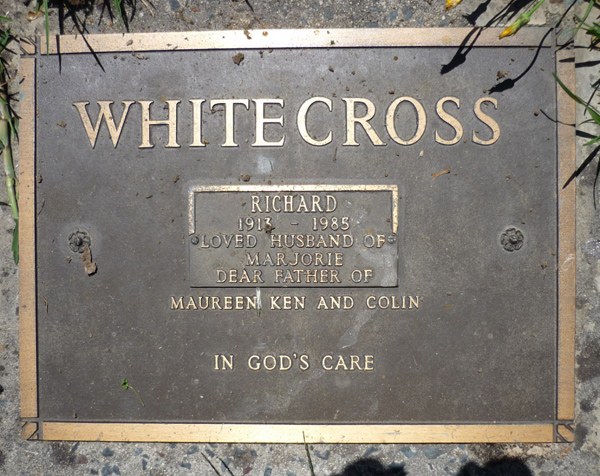 WHITECROSS
RICHARD
1913 - 1985
LOVED HUSBAND OF
MARJORIE
DEAR FATHER OF
MAUREEN KEN AND COLIN
IN GOD'S CARE